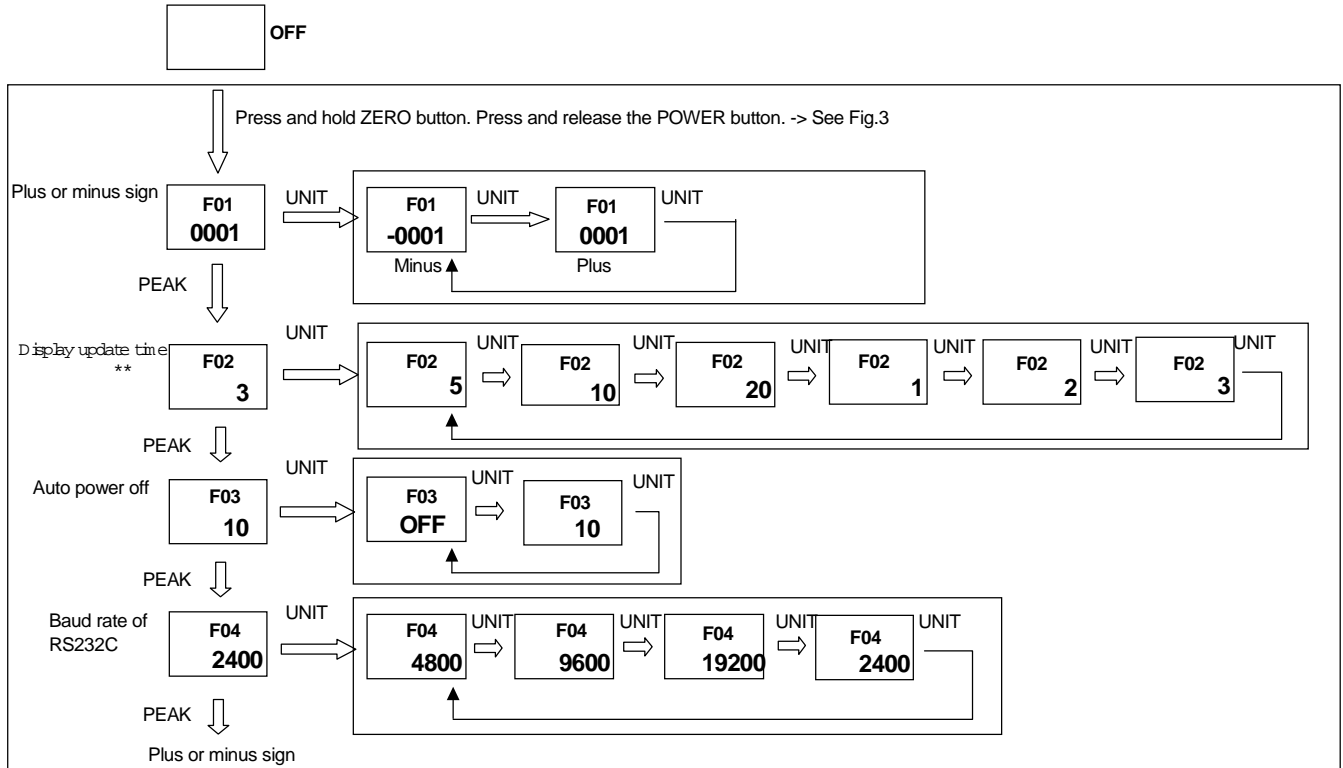 OFF
Press and hold ZERO button. Press and release the POWER button. -> See Fig.3
Plus or minus sign
F01
0001
UNIT
F01
-0001
Minus
UNIT
F01
0001
Plus
UNIT
PEAK
Display update time
**
F02
3
UNIT
F02
5
UNIT
F02
10
UNIT
F02
20
UNIT
F02
1
UNIT
F02
2
UNIT
F02
3
UNIT
PEAK
Auto power off
F03
10
UNIT
F03
OFF
UNIT
F03
10
UNIT
PEAK
Baud rate of
RS232C
F04
2400
UNIT
F04
4800
UNIT
F04
9600
UNIT
F04
19200
UNIT
F04
2400
UNIT
PEAK
Plus or minus sign